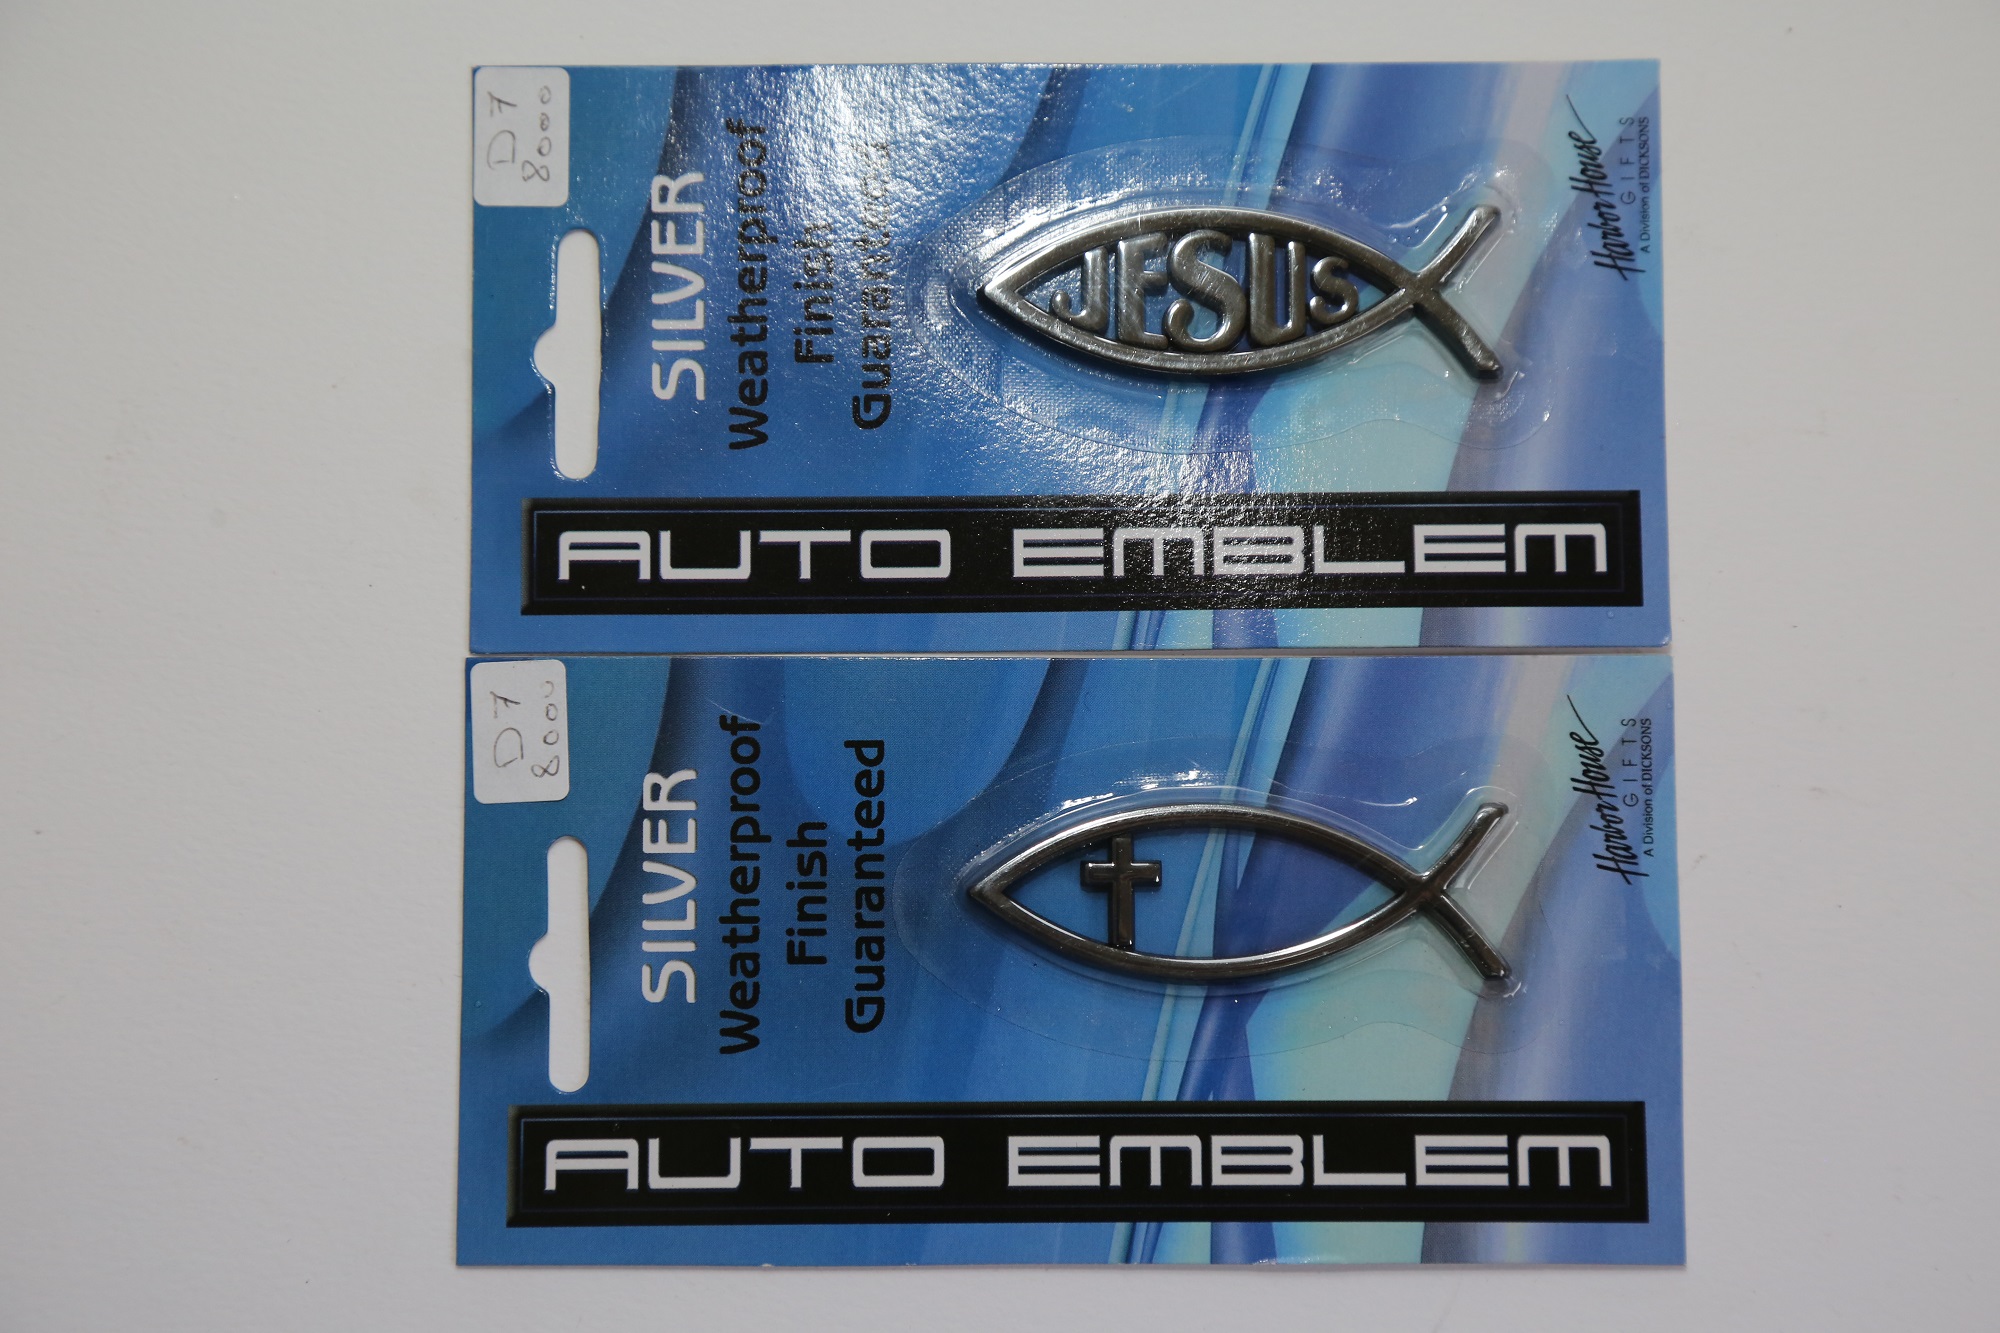 D7
8000
SILVER
Weatherproof
Finish
Guaranteed
JESUS
AUTO EMBLEM
Harbor House
GIFTS
A Division of DICKSONS
D7
8000
SILVER
Weatherproof
Finish
Guaranteed
AUTO EMBLEM
Harbor House
GIFTS
A Division of DICKSONS